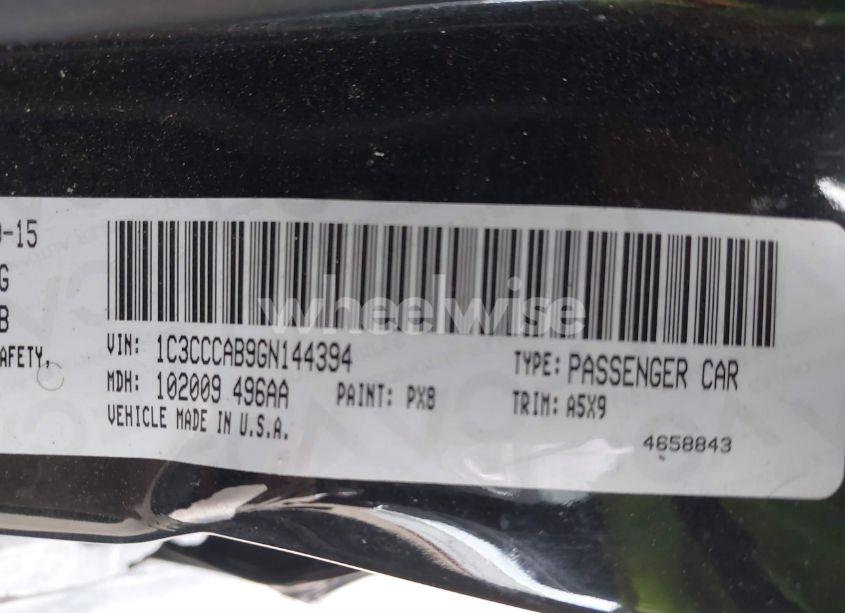 0-15
G
B
AFETY,
wheelwise
VIN: 1C3CCCAB9GN144394
TYPE: PASSENGER CAR
MDH: 102009 496AA
PAINT: PX8
TRIM: A5X9
VEHICLE MADE IN U.S.A.
4658843